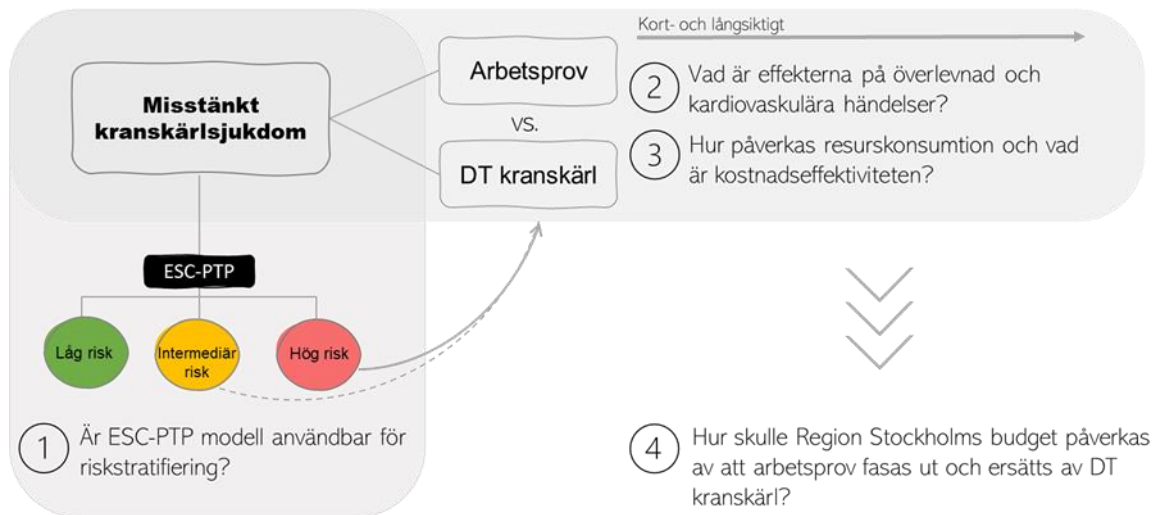 Kort- och långsiktigt
Misstänkt
kranskärlsjukdom
Arbetsprov
vs.
DT kranskärl
2
Vad är effekterna på överlevnad och
kardiovaskulära händelser?
3
Hur påverkas resurskonsumtion och vad
är kostnadseffektiviteten?
ESC-PTP
Låg risk
Intermediär
risk
Hög risk
1
Är ESC-PTP modell användbar för
riskstratifiering?
4
Hur skulle Region Stockholms budget påverkas
av att arbetsprov fasas ut och ersätts av DT
kranskärl?